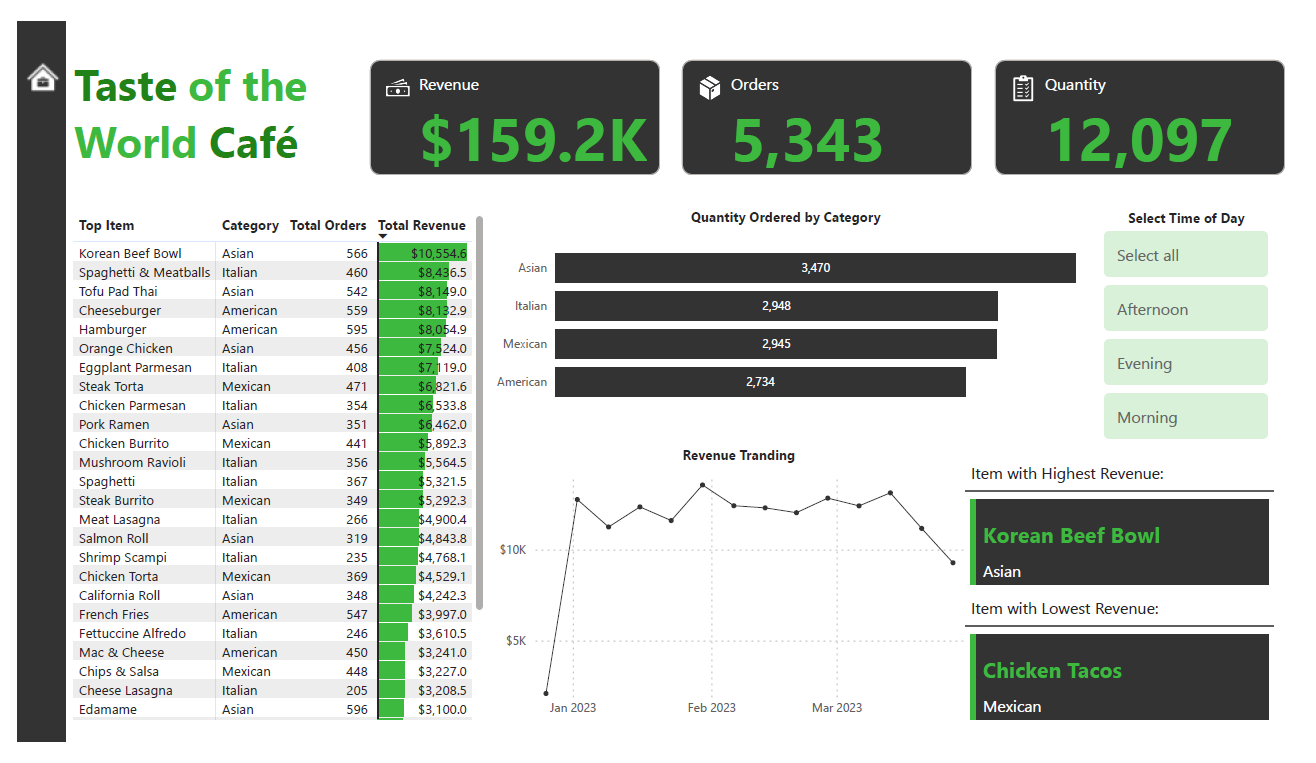 Taste of the
World Café
Revenue
$159.2K
Orders
5,343
Quantity
12,097
Top Item Category Total Orders Total Revenue
Korean Beef Bowl Asian 566 $10,554.6
Spaghetti & Meatballs Italian 460 $8,436.5
Tofu Pad Thai Asian 542 $8,149.0
Cheeseburger American 559 $8,132.9
Hamburger American 595 $8,054.9
Orange Chicken Asian 456 $7,524.0
Eggplant Parmesan Italian 408 $7,119.0
Steak Torta Mexican 471 $6,821.6
Chicken Parmesan Italian 354 $6,533.8
Pork Ramen Asian 351 $6,462.0
Chicken Burrito Mexican 441 $5,892.3
Mushroom Ravioli Italian 356 $5,564.5
Spaghetti Italian 367 $5,321.5
Steak Burrito Mexican 349 $5,292.3
Meat Lasagna Italian 266 $4,900.4
Salmon Roll Asian 319 $4,843.8
Shrimp Scampi Italian 235 $4,768.1
Chicken Torta Mexican 369 $4,529.1
California Roll Asian 348 $4,242.3
French Fries American 547 $3,997.0
Fettuccine Alfredo Italian 246 $3,610.5
Mac & Cheese American 450 $3,241.0
Chips & Salsa Mexican 448 $3,227.0
Cheese Lasagna Italian 205 $3,208.5
Edamame Asian 596 $3,100.0
Quantity Ordered by Category
Asian 3,470
Italian 2,948
Mexican 2,945
American 2,734
Select Time of Day
Select all
Afternoon
Evening
Morning
Revenue Tranding
$10K
$5K
Jan 2023 Feb 2023 Mar 2023
Item with Highest Revenue:
Korean Beef Bowl
Asian
Item with Lowest Revenue:
Chicken Tacos
Mexican